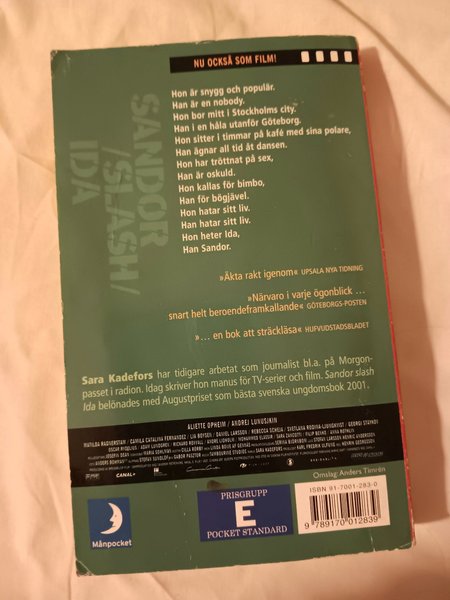 NU OCKSÅ SOM FILM!
SANDOR
/SLASH/
IDA
Hon är snygg och populär.
Han är en nobody.
Hon bor mitt i Stockholms city.
Han i en håla utanför Göteborg.
Hon sitter i timmar på kafé med sina polare,
Han ägnar all tid åt dansen.
Hon har tröttnat på sex,
Han är oskuld.
Hon kallas för bimbo,
Han för bögjävel.
Hon hatar sitt liv.
Han hatar sitt liv.
Hon heter Ida,
Han Sandor.
»Äkta rakt igenom« UPSALA NYA TIDNING
»Närvaro i varje ögonblick ...
snart helt beroendeframkallande« GÖTEBORGS-POSTEN
»... en bok att sträckläsa« HUFVUDSTADSBLADET
Sara Kadefors har tidigare arbetat som journalist bl.a. på Morgon-
passet i radion. Idag skriver hon manus för TV-serier och film. Sandor slash
Ida belönades med Augustpriset som bästa svenska ungdomsbok 2001.
ALIETTE OPHEIM / ANDREJ LUNUSJKIN
CANAL+
Omslag: Anders Timrén
ISBN 91-7001-283-0
9 789170 012839
PRISGRUPP
E
POCKET STANDARD
Månpocket